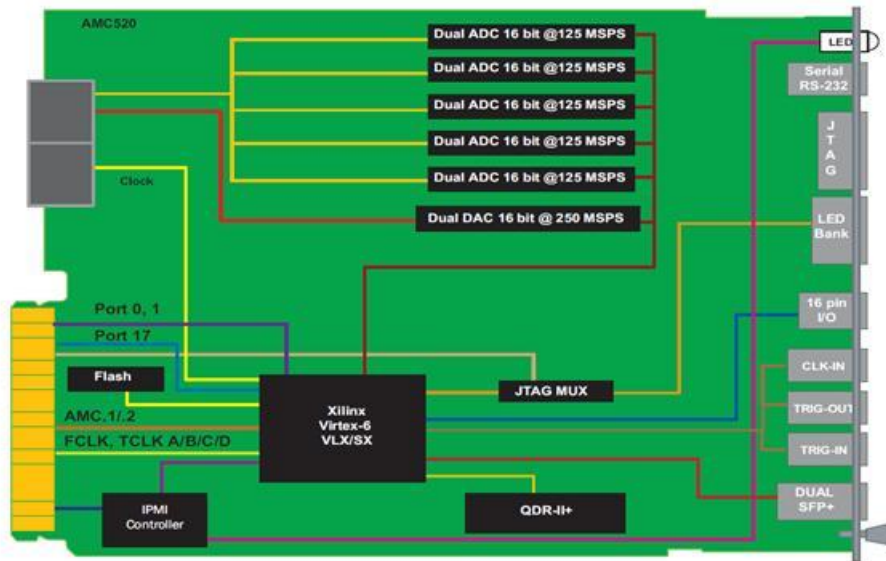 AMC520
Dual ADC 16 bit @125 MSPS
Dual ADC 16 bit @125 MSPS
Dual ADC 16 bit @125 MSPS
Dual ADC 16 bit @125 MSPS
Dual ADC 16 bit @125 MSPS
Dual DAC 16 bit @ 250 MSPS
Clock
LED
Serial
RS-232
J
T
A
G
LED
Bank
16 pin
I/O
CLK-IN
TRIG-OUT
TRIG-IN
DUAL
SFP+
Port 0, 1
Port 17
Flash
AMC.1/.2
FCLK, TCLK A/B/C/D
Xilinx
Virtex-6
VLX/SX
JTAG MUX
IPMI
Controller
QDR-II+